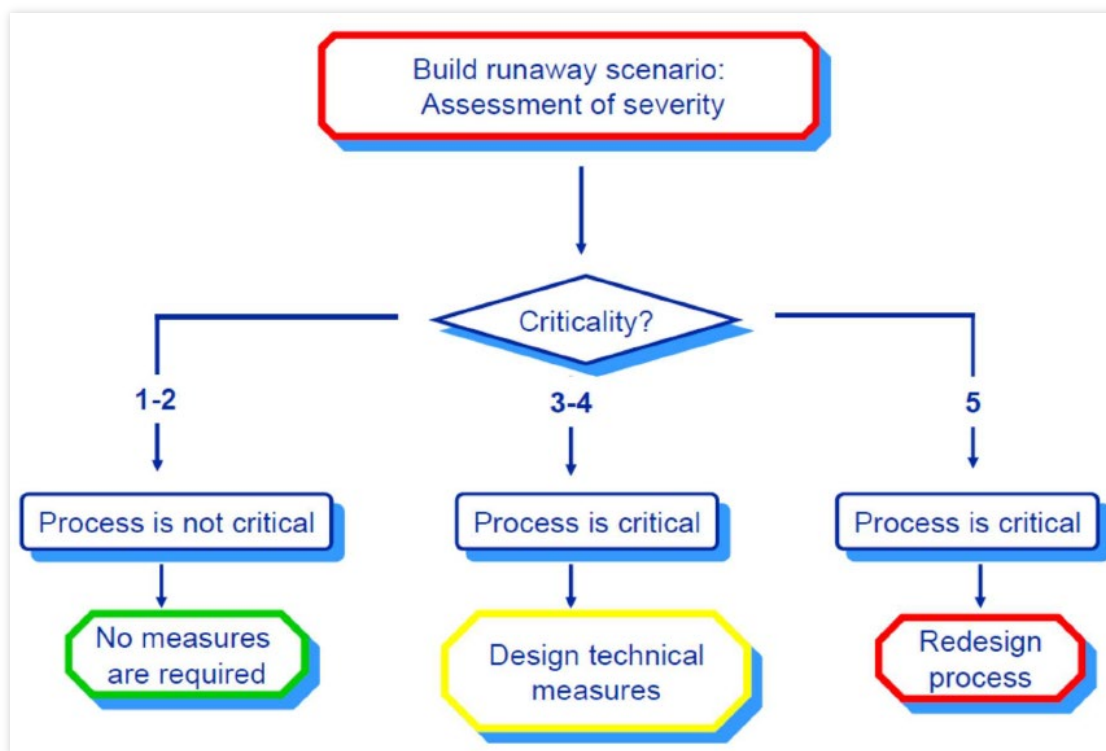 Build runaway scenario:
Assessment of severity
Criticality?
1-2
3-4
5
Process is not critical
Process is critical
Process is critical
No measures
are required
Design technical
measures
Redesign
process